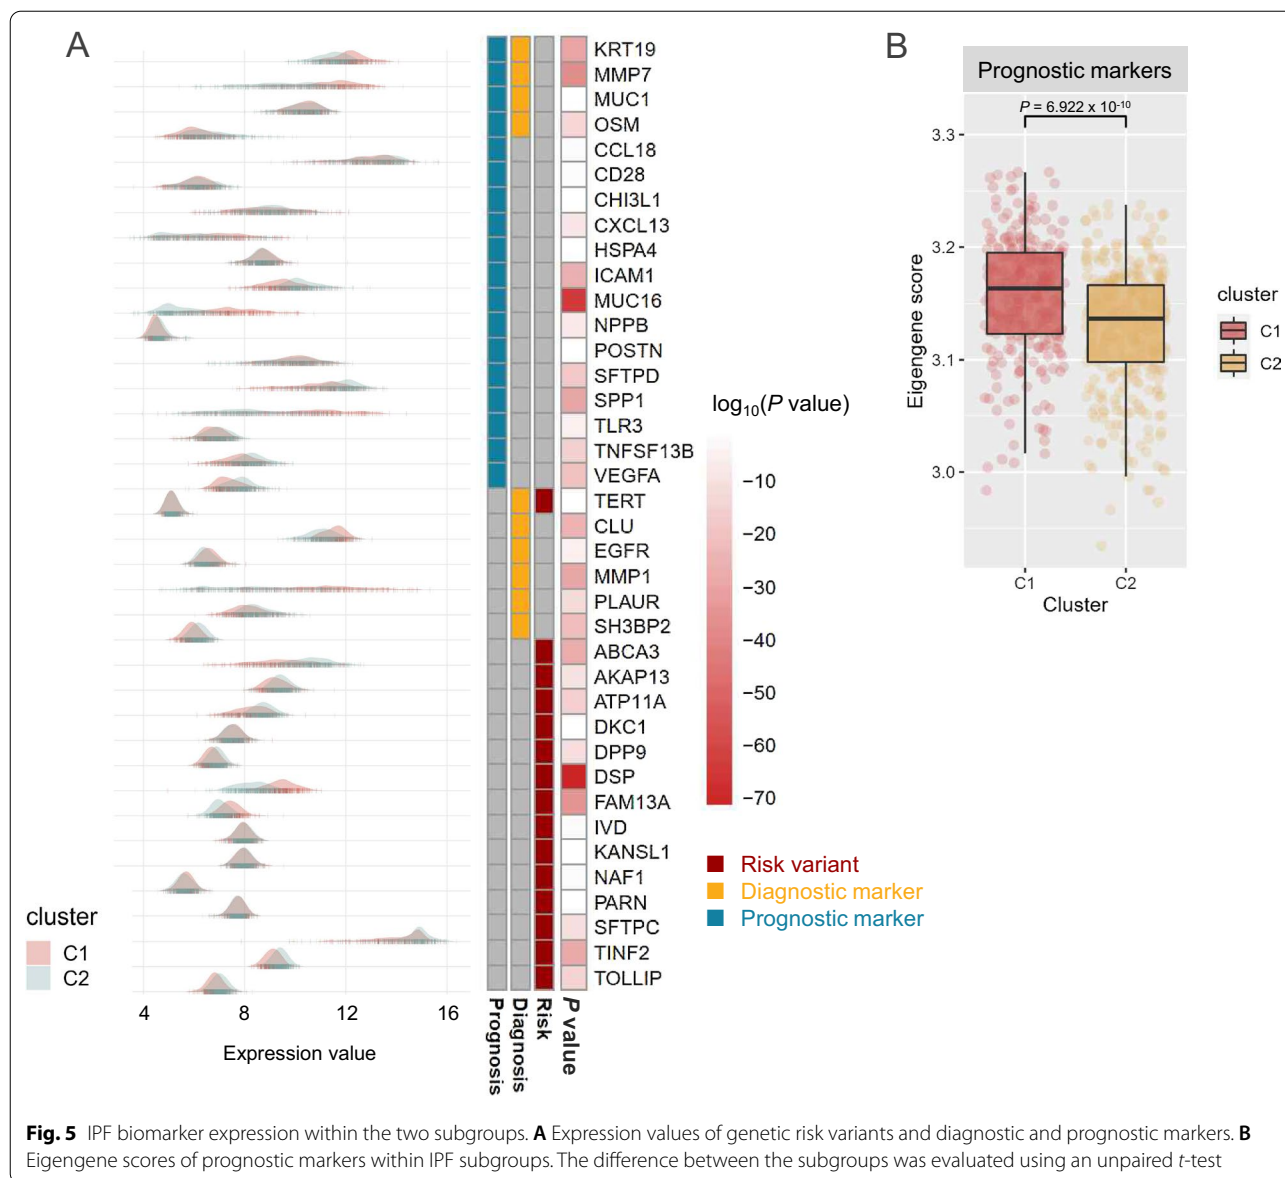 A
KRT19
MMP7
MUC1
OSM
CCL18
CD28
CHI3L1
CXCL13
HSPA4
ICAM1
MUC16
NPPB
POSTN
SFTPD
SPP1
TLR3
TNFSF13B
VEGFA
TERT
CLU
EGFR
MMP1
PLAUR
SH3BP2
ABCA3
AKAP13
ATP11A
DKC1
DPP9
DSP
FAM13A
IVD
KANSL1
NAF1
PARN
SFTPC
TINF2
TOLLIP
cluster
C1
C2
4 8 12 16
Expression value
Prognosis
Diagnosis
Risk
P value
log10(P value)
−10
−20
−30
−40
−50
−60
−70
Risk variant
Diagnostic marker
Prognostic marker
B
Prognostic markers
P = 6.922 x 10-10
3.3
3.2
3.1
3.0
Eigengene score
C1 C2
Cluster
cluster
C1
C2
Fig. 5 IPF biomarker expression within the two subgroups. A Expression values of genetic risk variants and diagnostic and prognostic markers. B
Eigengene scores of prognostic markers within IPF subgroups. The difference between the subgroups was evaluated using an unpaired t-test